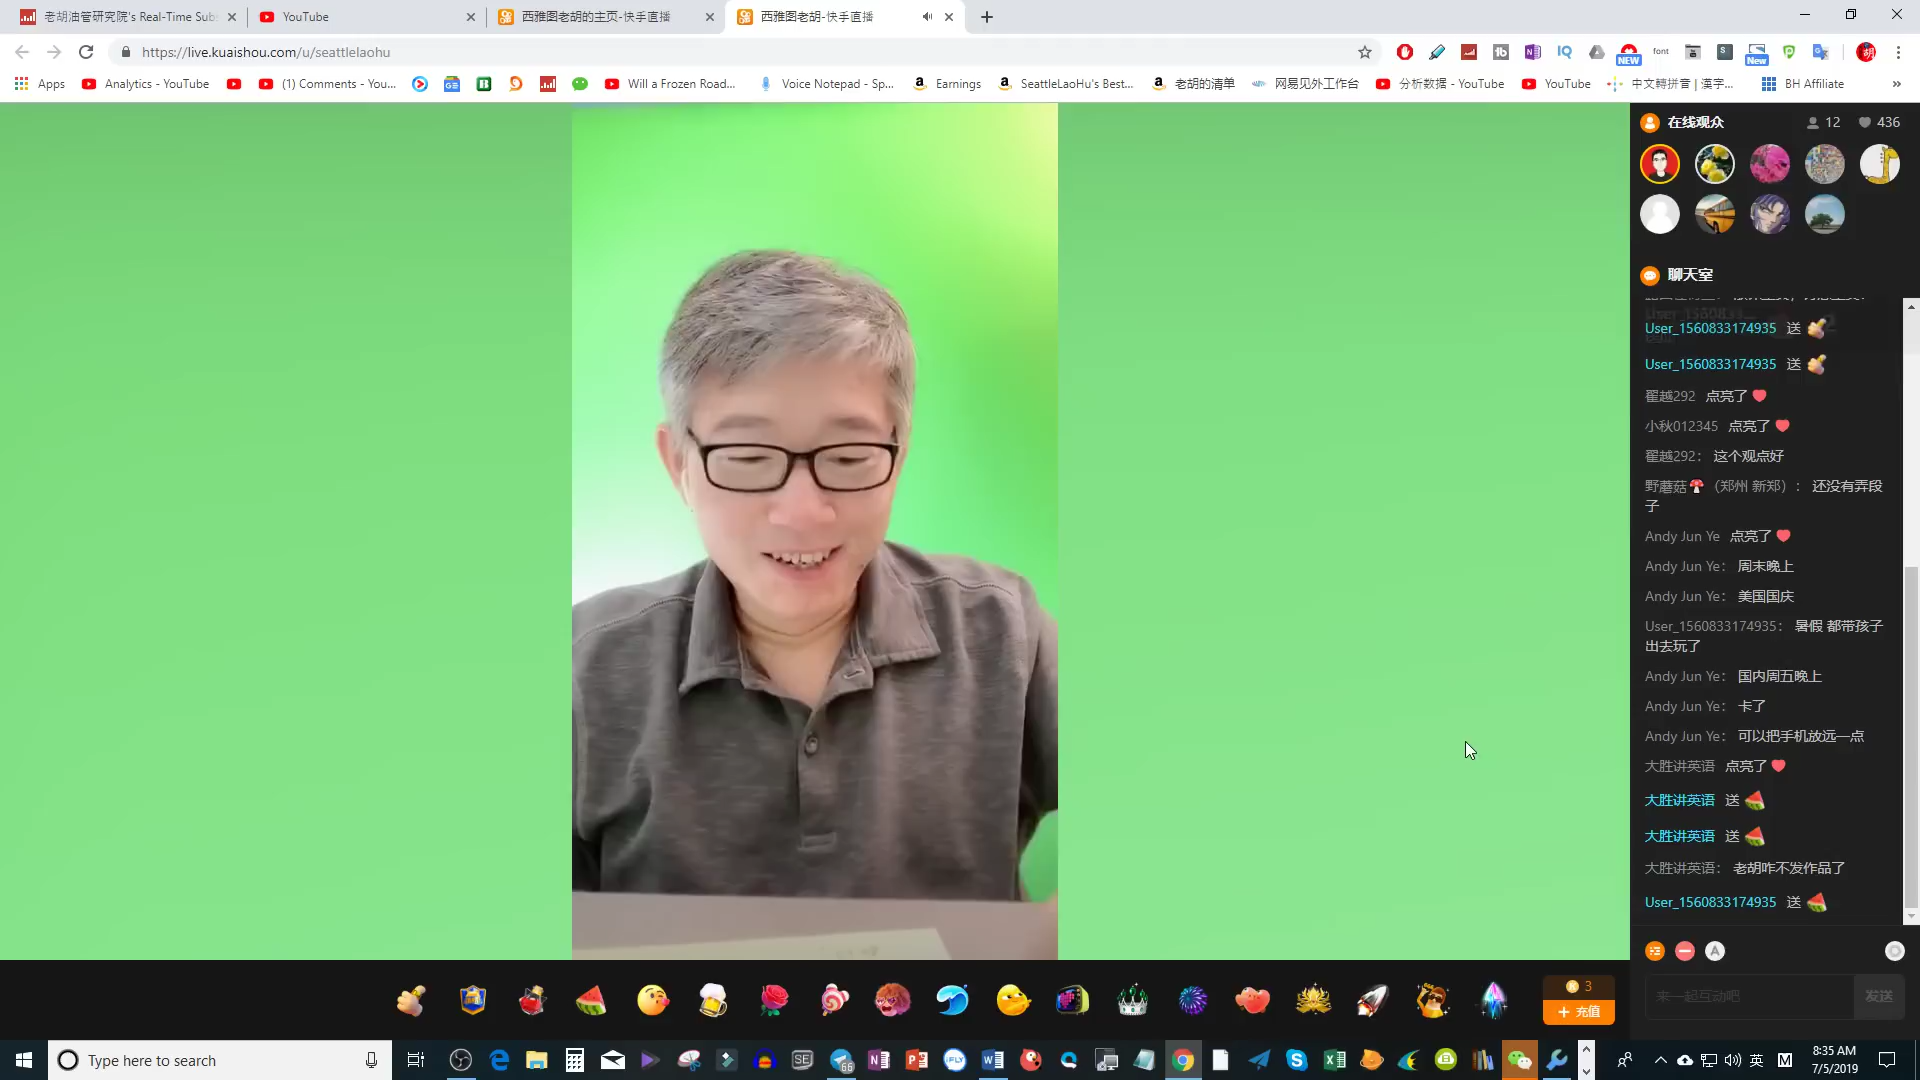 老胡油管研究院's Real-Time Subs
YouTube
西雅图老胡的主页-快手直播
西雅图老胡-快手直播
https://live.kuaishou.com/u/seattlelaohu
font
NEW
New
Apps
Analytics - YouTube
(1) Comments - You...
Will a Frozen Road...
Voice Notepad - Sp...
Earnings
SeattleLaoHu's Best...
老胡的清单
网易见外工作台
分析数据 - YouTube
YouTube
中文轉拼音 | 漢字...
BH Affiliate
在线观众 12 436
聊天室
User_1560833174935 送
User_1560833174935 送
翟越292 点亮了
小秋012345 点亮了
翟越292： 这个观点好
野蘑菇🍄（郑州 新郑）： 还没有弄段
子
Andy Jun Ye 点亮了
Andy Jun Ye： 周末晚上
Andy Jun Ye： 美国国庆
User_1560833174935： 暑假 都带孩子
出去玩了
Andy Jun Ye： 国内周五晚上
Andy Jun Ye： 卡了
Andy Jun Ye： 可以把手机放远一点
大胜讲英语 点亮了
大胜讲英语 送
大胜讲英语 送
大胜讲英语： 老胡咋不发作品了
User_1560833174935 送
来一起互动吧 发送
3
+ 充值
Type here to search
66
英
8:35 AM
7/5/2019